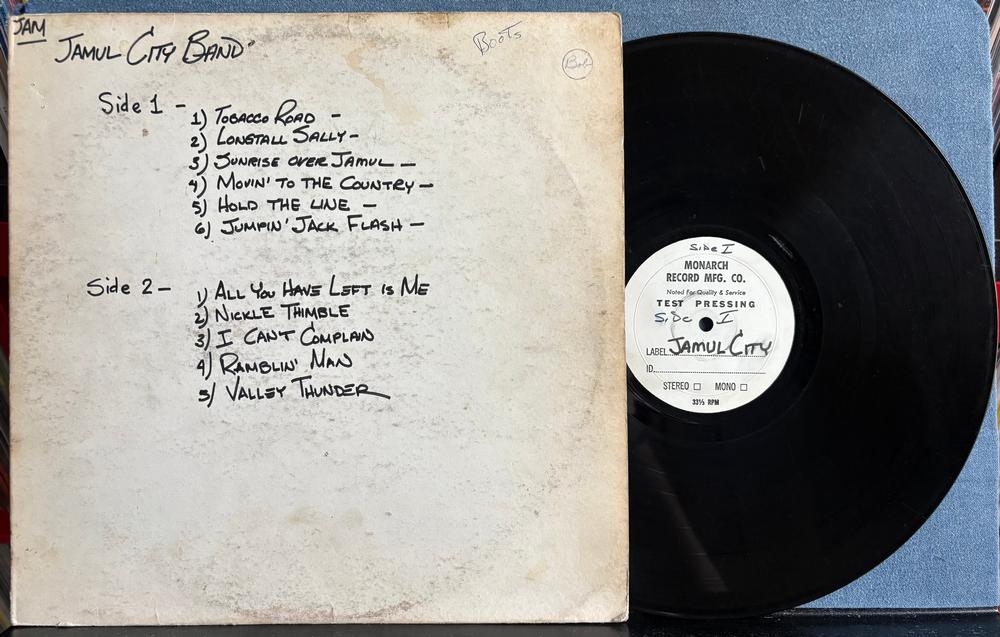 JAM
JAMUL CITY BAND
BooTs
Bob
Side 1 -
1) TOBACCO ROAD -
2) LONGTALL SALLY -
3) SUNRISE OVER JAMUL -
4) MOVIN' TO THE COUNTRY -
5) HOLD THE LINE -
6) JUMPIN' JACK FLASH -
Side 2 -
1) ALL YOU HAVE LEFT IS ME
2) NICKLE THIMBLE
3) I CAN'T COMPLAIN
4) RAMBLIN' MAN
5) VALLEY THUNDER
SIDE I
MONARCH
RECORD MFG. CO.
Noted For Quality & Service
TEST PRESSING
SiDe I
LABEL JAMUL CITY
ID.
STEREO □ MONO □
33⅓ RPM